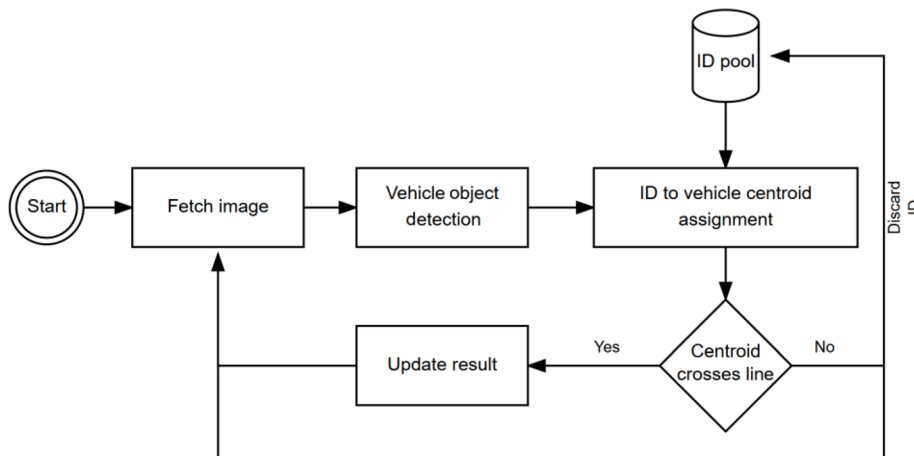 ID pool
Start
Fetch image
Vehicle object
detection
ID to vehicle centroid
assignment
Discard
ID
Update result
Yes
Centroid
crosses line
No